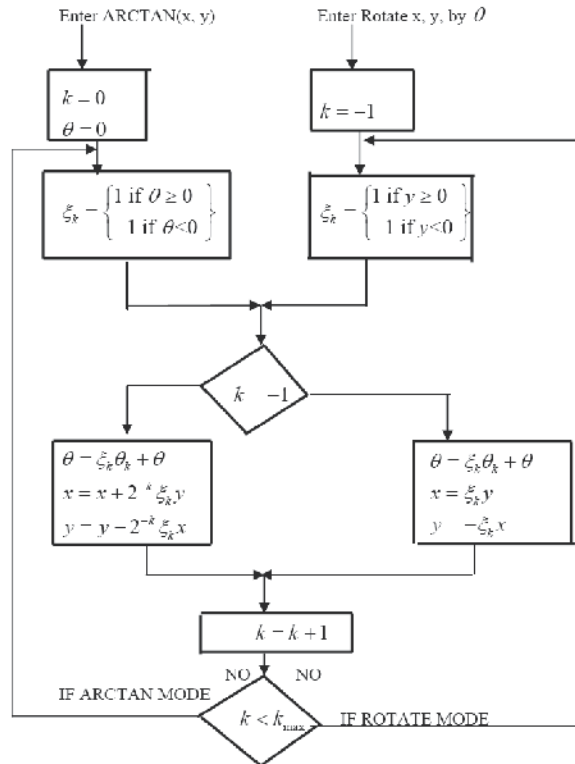 Enter ARCTAN(x, y)
Enter Rotate x, y, by θ
k = 0
θ = 0
k = −1
ξₖ = {1 if θ ≥ 0
1 if θ<0}
ξₖ = {1 if y ≥ 0
1 if y<0}
k −1
θ = ξₖθₖ + θ
x = x + 2⁻ᵏ ξₖy
y = y − 2⁻ᵏ ξₖx
θ = ξₖθₖ + θ
x = ξₖy
y −ξₖx
k = k + 1
NO NO
IF ARCTAN MODE
k < kₘₐₓ
IF ROTATE MODE